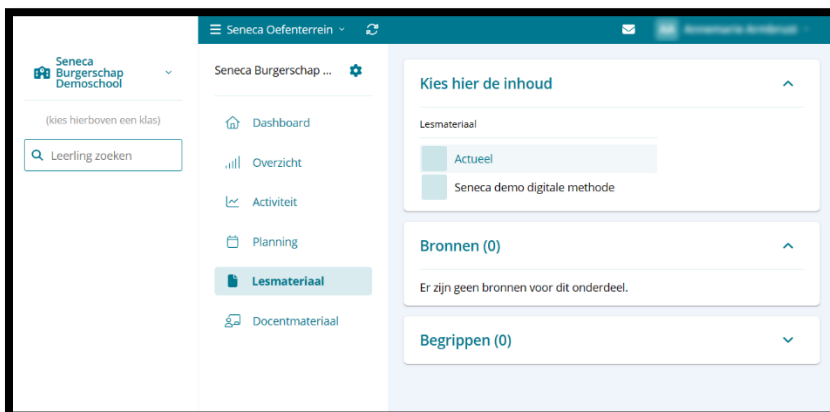 Seneca Oefenterrein
Seneca
Burgerschap
Demoschool
(kies hierboven een klas)
Leerling zoeken
Seneca Burgerschap ...
Dashboard
Overzicht
Activiteit
Planning
Lesmateriaal
Docentmateriaal
Kies hier de inhoud
Lesmateriaal
Actueel
Seneca demo digitale methode
Bronnen (0)
Er zijn geen bronnen voor dit onderdeel.
Begrippen (0)